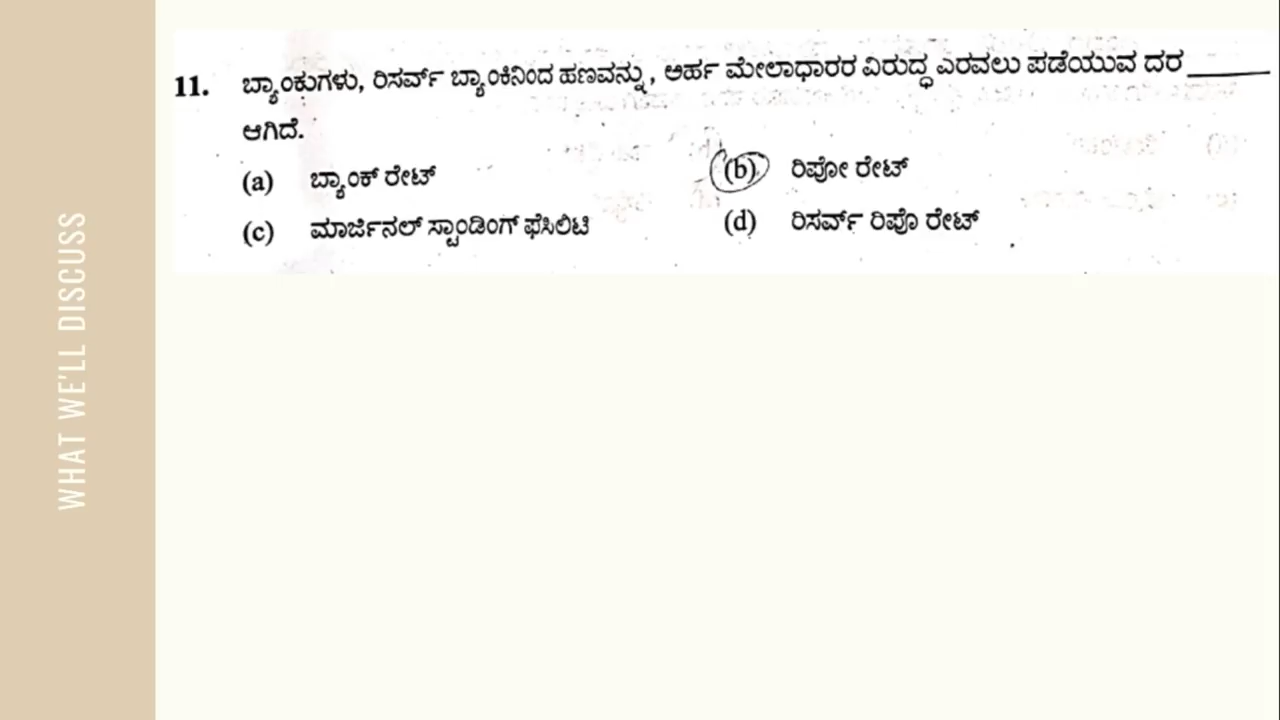 WHAT WE'LL DISCUSS
11. ಬ್ಯಾಂಕುಗಳು, ರಿಸರ್ವ್ ಬ್ಯಾಂಕಿನಿಂದ ಹಣವನ್ನು, ಅರ್ಹ ಮೇಲಾಧಾರರ ವಿರುದ್ಧ ಎರವಲು ಪಡೆಯುವ ದರ ______
ಆಗಿದೆ.
(a) ಬ್ಯಾಂಕ್ ರೇಟ್ (b) ರಿಪೋ ರೇಟ್
(c) ಮಾರ್ಜಿನಲ್ ಸ್ಟಾಂಡಿಂಗ್ ಫೆಸಿಲಿಟಿ (d) ರಿಸರ್ವ್ ರಿಪೊ ರೇಟ್